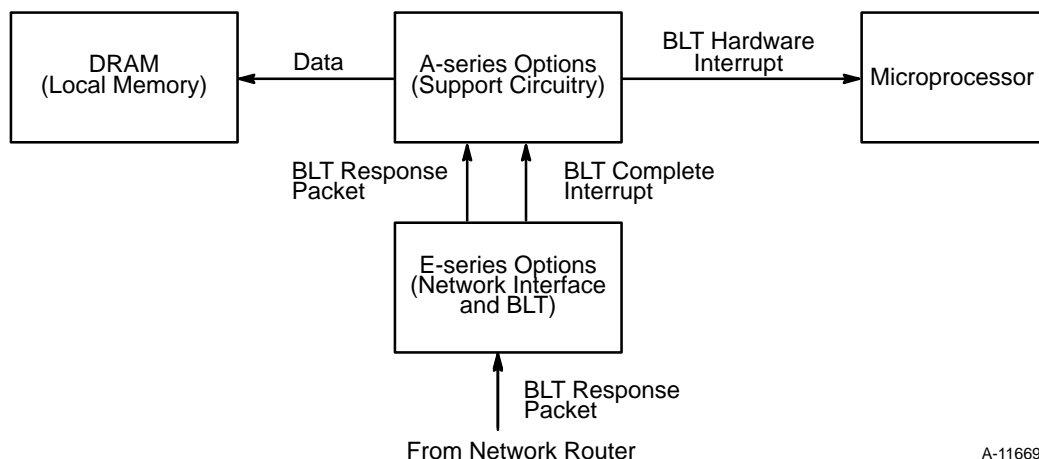 DRAM
(Local Memory)
Data
A-series Options
(Support Circuitry)
BLT Hardware
Interrupt
Microprocessor
BLT Response
Packet
BLT Complete
Interrupt
E-series Options
(Network Interface
and BLT)
BLT Response
Packet
From Network Router
A-11669